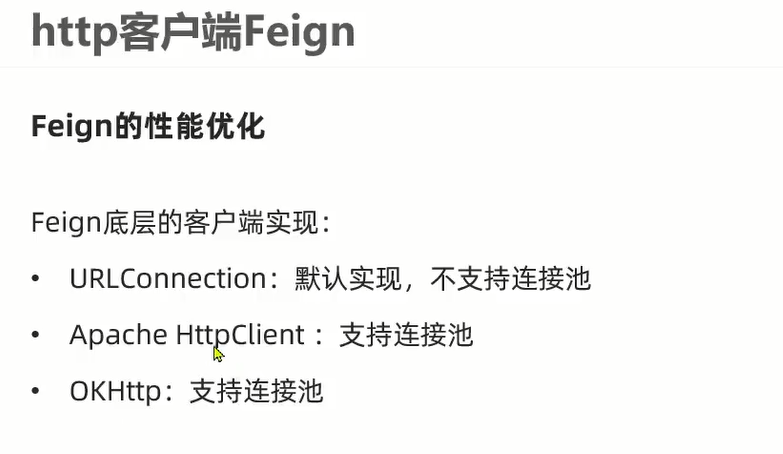 http客户端Feign
Feign的性能优化
Feign底层的客户端实现：
• URLConnection：默认实现，不支持连接池
• Apache HttpClient ：支持连接池
• OKHttp：支持连接池